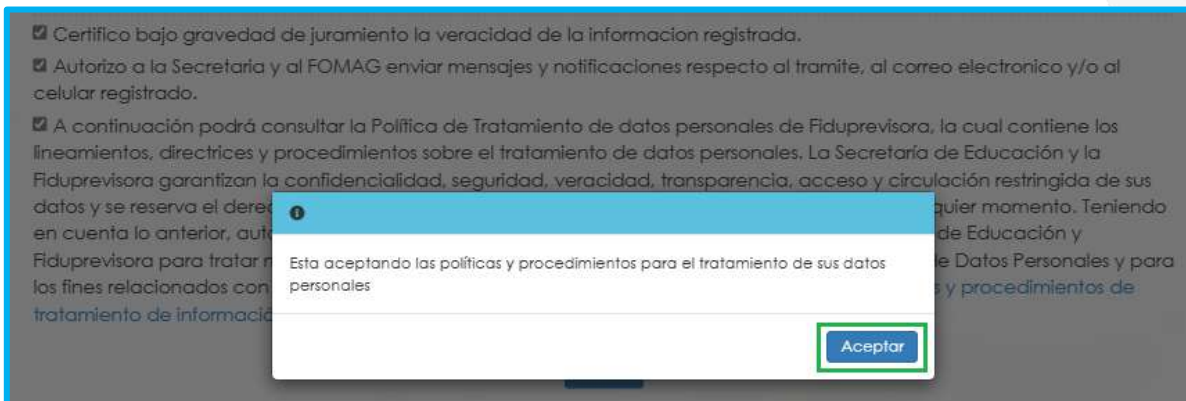 Certifico bajo gravedad de juramento la veracidad de la informacion registrada.
Autorizo a la Secretaria y al FOMAG enviar mensajes y notificaciones respecto al tramite, al correo electronico y/o al
celular registrado.
A continuación podrá consultar la Política de Tratamiento de datos personales de Fiduprevisora, la cual contiene los
lineamientos, directrices y procedimientos sobre el tratamiento de datos personales. La Secretaría de Educación y la
Fiduprevisora garantizan la confidencialidad, seguridad, veracidad, transparencia, acceso y circulación restringida de sus
datos y se reserva el momento. Teniendo
en cuenta lo anterior, de Educación y
Fiduprevisora para tratar de Datos Personales y para
los fines relacionados con y procedimientos de
tratamiento de
Esta aceptando las políticas y procedimientos para el tratamiento de sus datos
personales
Aceptar